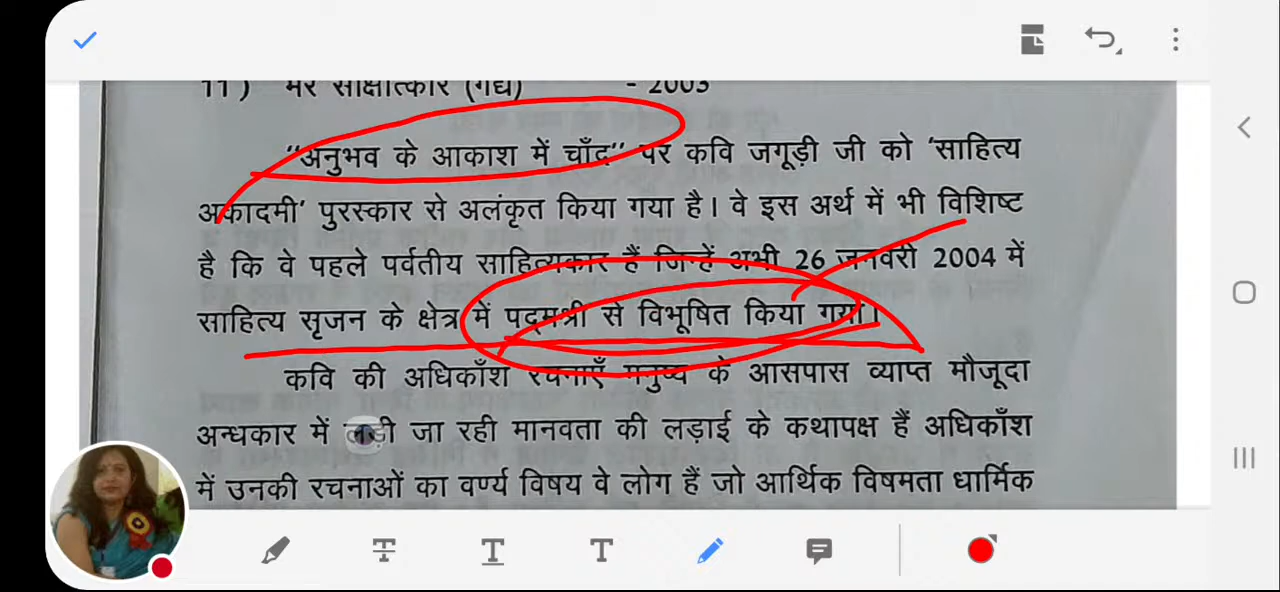 11) मेरे साक्षात्कार (गद्य) - 2003
"अनुभव के आकाश में चाँद" पर कवि जगूड़ी जी को 'साहित्य
अकादमी' पुरस्कार से अलंकृत किया गया है। वे इस अर्थ में भी विशिष्ट
है कि वे पहले पर्वतीय साहित्यकार हैं जिन्हें अभी 26 जनवरी 2004 में
साहित्य सृजन के क्षेत्र में पद्मश्री से विभूषित किया गया।
कवि की अधिकाँश रचनाएँ मनुष्य के आसपास व्याप्त मौजूदा
अन्धकार में लड़ी जा रही मानवता की लड़ाई के कथापक्ष हैं अधिकाँश
में उनकी रचनाओं का वर्ण्य विषय वे लोग हैं जो आर्थिक विषमता धार्मिक
T T T